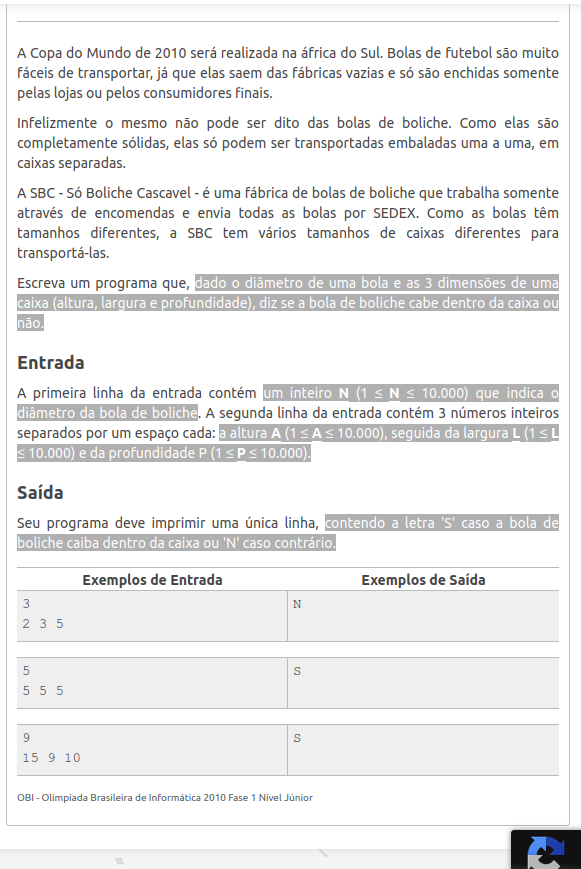 A Copa do Mundo de 2010 será realizada na áfrica do Sul. Bolas de futebol são muito
fáceis de transportar, já que elas saem das fábricas vazias e só são enchidas somente
pelas lojas ou pelos consumidores finais.
Infelizmente o mesmo não pode ser dito das bolas de boliche. Como elas são
completamente sólidas, elas só podem ser transportadas embaladas uma a uma, em
caixas separadas.
A SBC - Só Boliche Cascavel - é uma fábrica de bolas de boliche que trabalha somente
através de encomendas e envia todas as bolas por SEDEX. Como as bolas têm
tamanhos diferentes, a SBC tem vários tamanhos de caixas diferentes para
transportá-las.
Escreva um programa que, dado o diâmetro de uma bola e as 3 dimensões de uma
caixa (altura, largura e profundidade), diz se a bola de boliche cabe dentro da caixa ou
não.
Entrada
A primeira linha da entrada contém um inteiro N (1 ≤ N ≤ 10.000) que indica o
diâmetro da bola de boliche. A segunda linha da entrada contém 3 números inteiros
separados por um espaço cada: a altura A (1 ≤ A ≤ 10.000), seguida da largura L (1 ≤ L
≤ 10.000) e da profundidade P (1 ≤ P ≤ 10.000).
Saída
Seu programa deve imprimir uma única linha, contendo a letra 'S' caso a bola de
boliche caiba dentro da caixa ou 'N' caso contrário.
Exemplos de Entrada Exemplos de Saída
3 N
2 3 5
5 S
5 5 5
9 S
15 9 10
OBI - Olimpíada Brasileira de Informática 2010 Fase 1 Nível Júnior